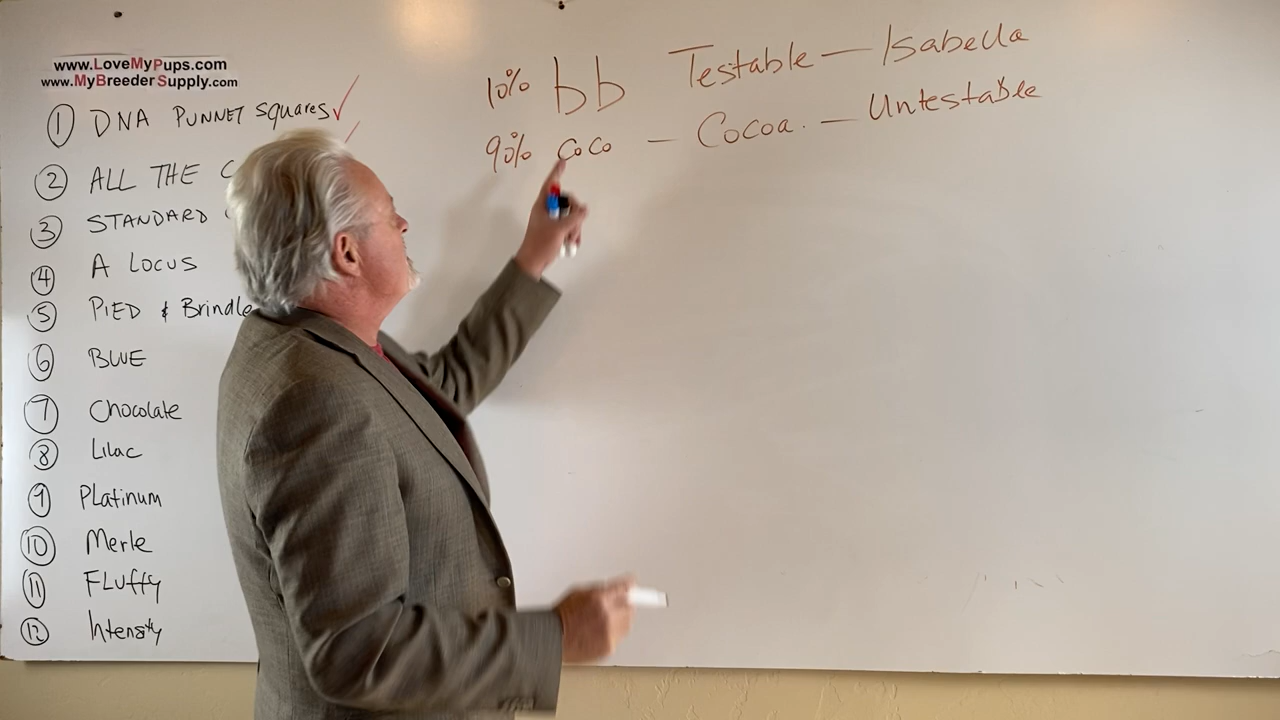 www.LoveMyPups.com
www.MyBreederSupply.com
① DNA PUNNET SQUARES ✓
② ALL THE C
③ STANDARD
④ A LOCUS
⑤ PIED & Brindle
⑥ BLUE
⑦ Chocolate
⑧ Lilac
⑨ Platinum
⑩ Merle
⑪ FLuffy
⑫ Intensity
10% bb Testable — Isabella
90% coco — Cocoa. — Untestable